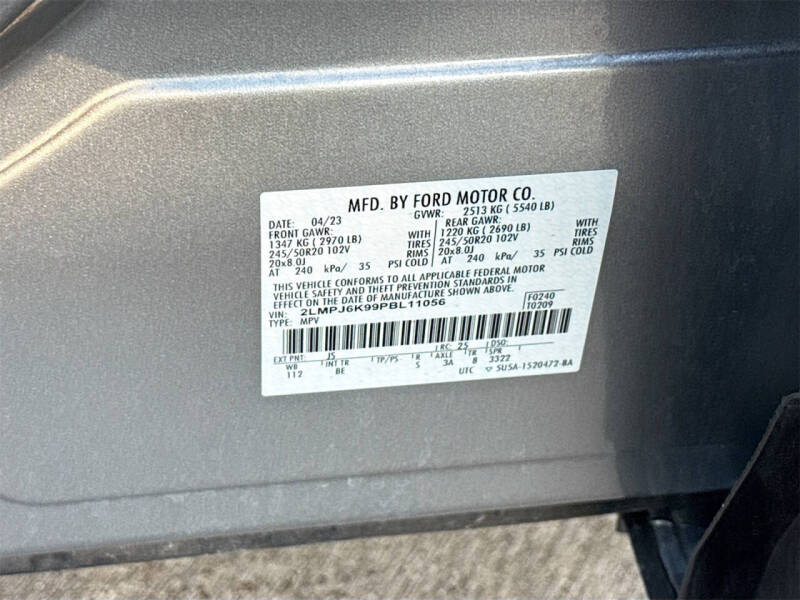 MFD. BY FORD MOTOR CO.
DATE: 04/23 GVWR: 2513 KG ( 5540 LB)
FRONT GAWR: REAR GAWR:
1347 KG ( 2970 LB) WITH 1220 KG ( 2690 LB) WITH
245/50R20 102V TIRES 245/50R20 102V TIRES
20x8.0J RIMS 20x8.0J RIMS
AT 240 kPa/ 35 PSI COLD AT 240 kPa/ 35 PSI COLD
THIS VEHICLE CONFORMS TO ALL APPLICABLE FEDERAL MOTOR
VEHICLE SAFETY AND THEFT PREVENTION STANDARDS IN
EFFECT ON THE DATE OF MANUFACTURE SHOWN ABOVE.
VIN: 2LMPJ6K99PBL11056 F0240
TYPE: MPV T0209
EXT PNT: JS RC: 25 DSO:
WB INT TR TP/PS R AXLE TR SPR
112 BE S 3A 8 3322
UTC 5U5A-1520472-BA